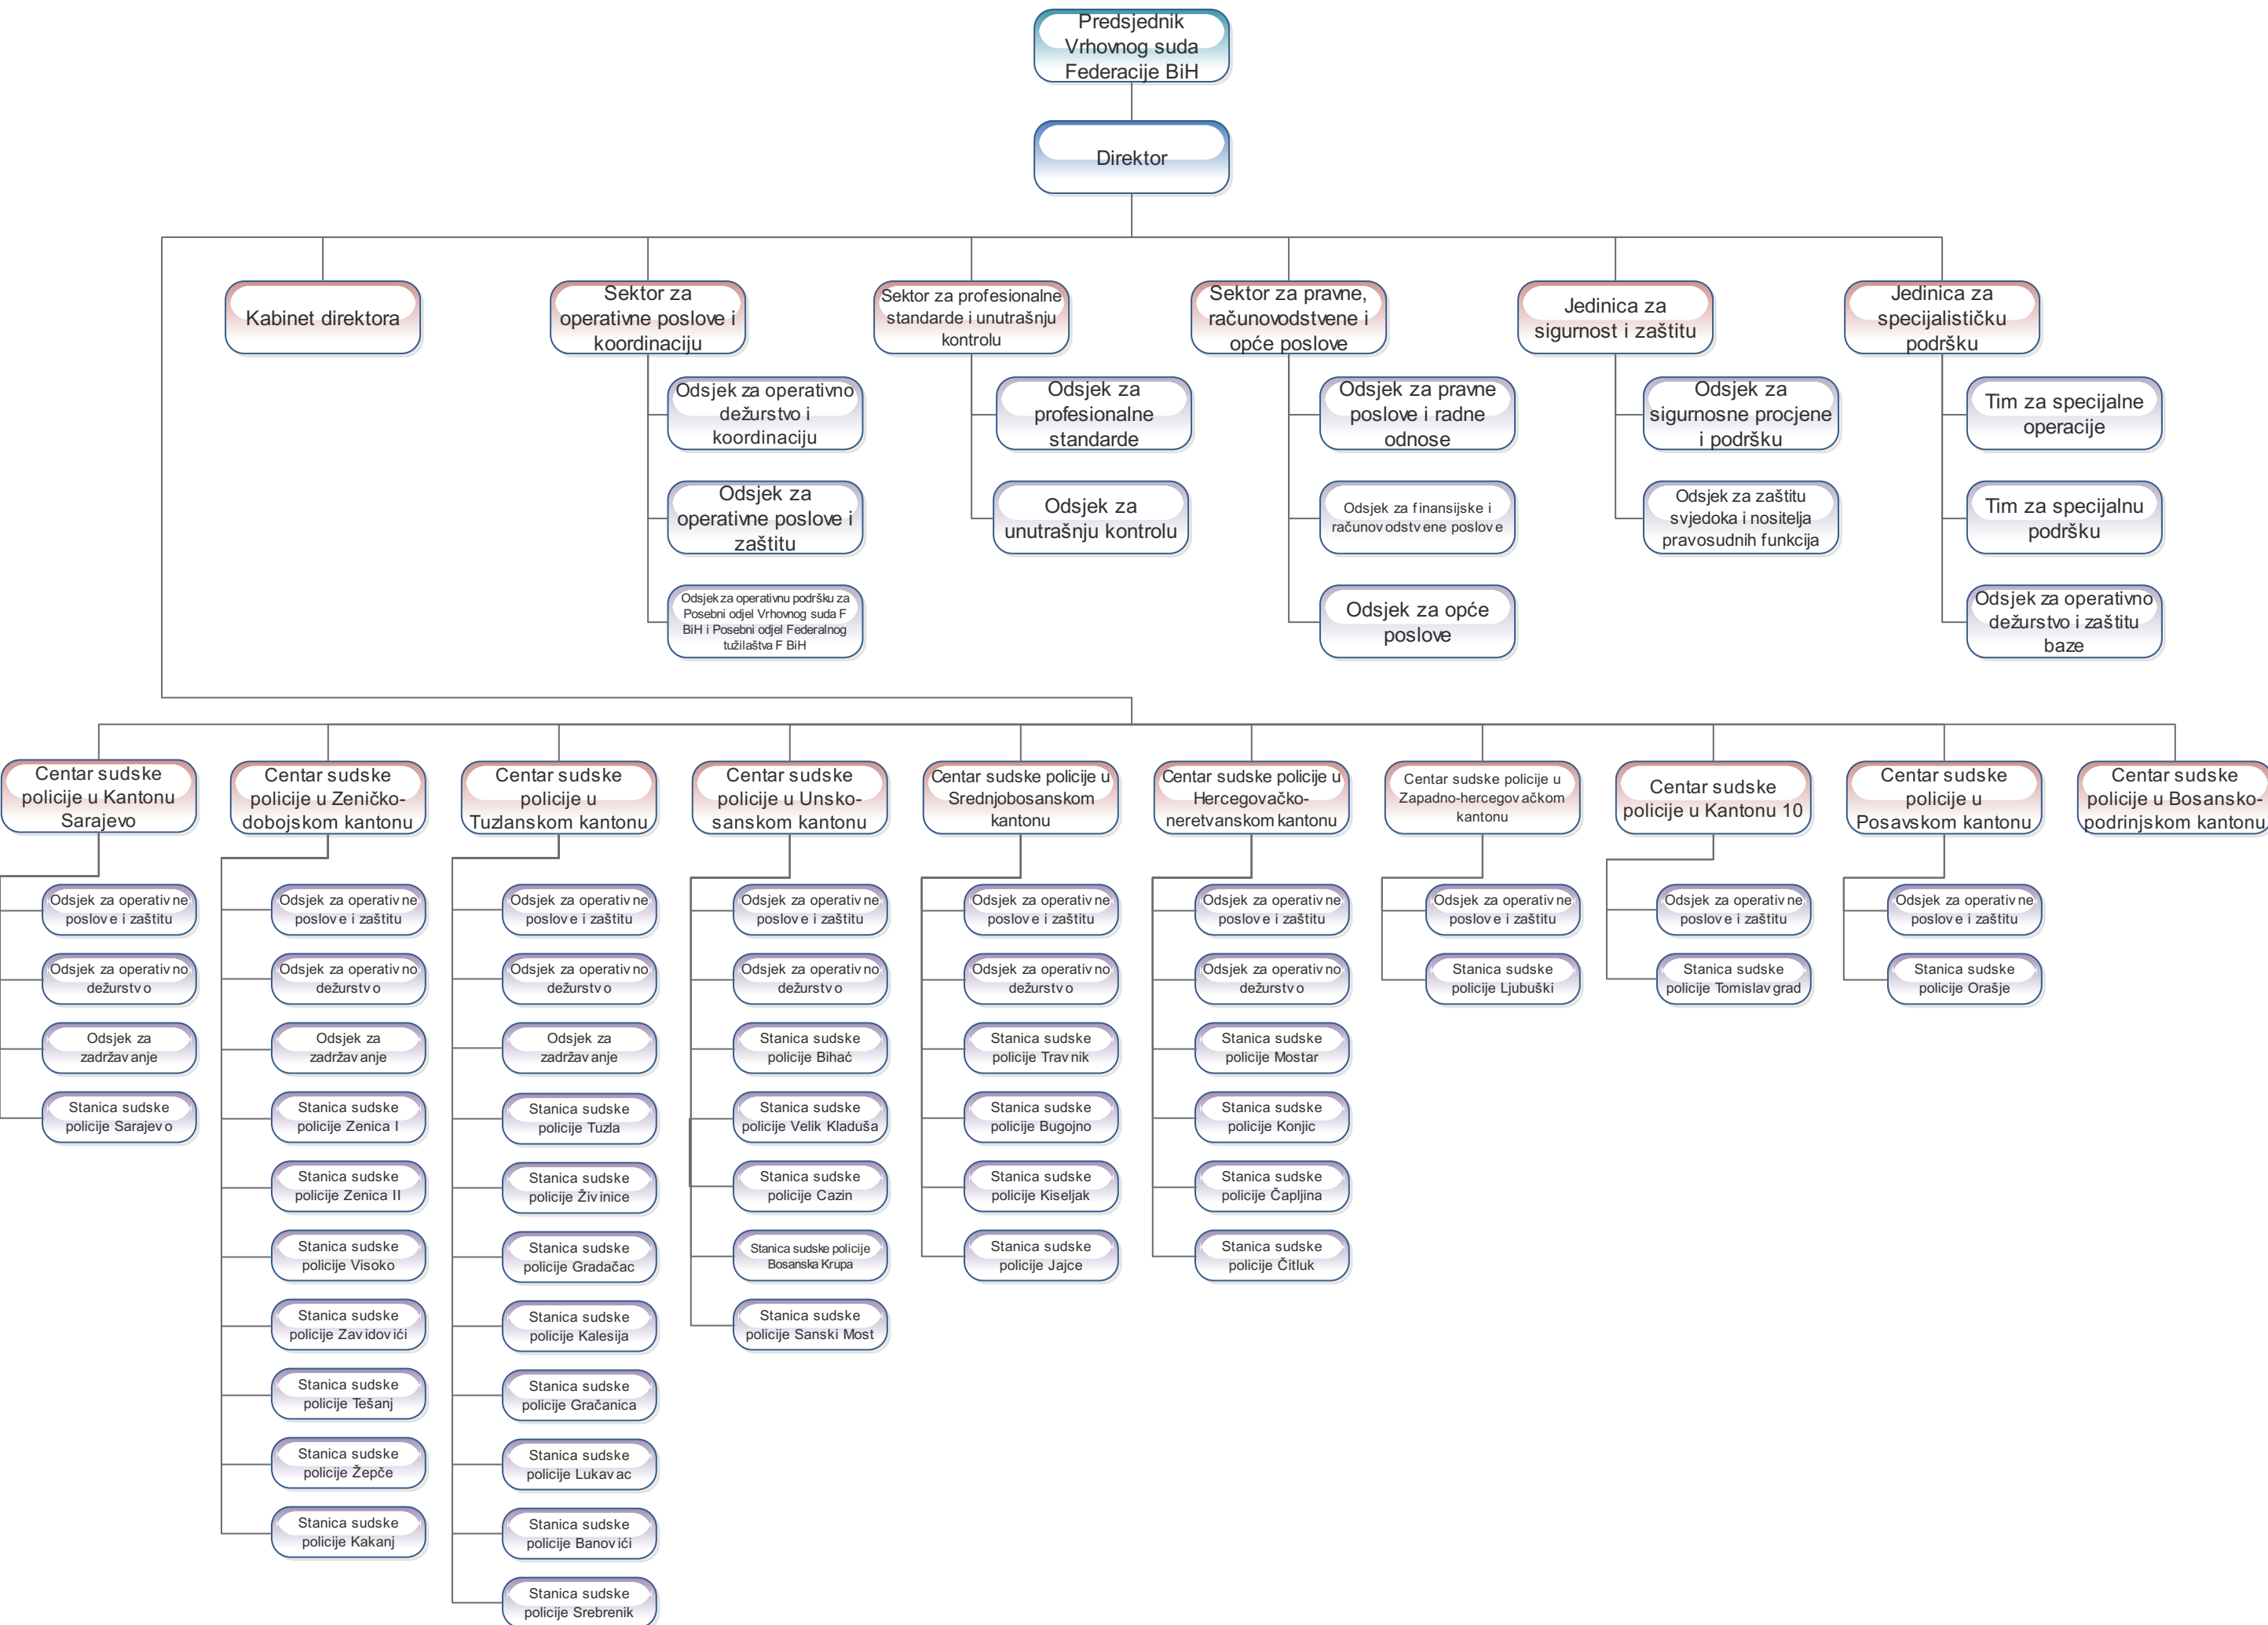 Predsjednik
Vrhovnog suda
Federacije BiH
Direktor
Kabinet direktora
Sektor za
operativne poslove i
koordinaciju
Sektor za profesionalne
standarde i unutrašnju
kontrolu
Sektor za pravne,
računovodstvene i
opće poslove
Jedinica za
sigurnost i zaštitu
Jedinica za
specijalističku
podršku
Odsjek za operativno
dežurstvo i
koordinaciju
Odsjek za
profesionalne
standarde
Odsjek za pravne
poslove i radne
odnose
Odsjek za
sigurnosne procjene
i podršku
Tim za specijalne
operacije
Odsjek za
operativne poslove i
zaštitu
Odsjek za
unutrašnju kontrolu
Odsjek za finansijske i
računovodstvene poslove
Odsjek za zaštitu
svjedoka i nositelja
pravosudnih funkcija
Tim za specijalnu
podršku
Odsjek za operativnu podršku za
Posebni odjel Vrhovnog suda F
BiH i Posebni odjel Federalnog
tužilaštva F BiH
Odsjek za opće
poslove
Odsjek za operativno
dežurstvo i zaštitu
baze
Centar sudske
policije u Kantonu
Sarajevo
Centar sudske
policije u Zeničko-
dobojskom kantonu
Centar sudske
policije u
Tuzlanskom kantonu
Centar sudske
policije u Unsko-
sanskom kantonu
Centar sudske policije u
Srednjobosanskom
kantonu
Centar sudske policije u
Hercegovačko-
neretvanskom kantonu
Centar sudske policije u
Zapadno-hercegovačkom
kantonu
Centar sudske
policije u Kantonu 10
Centar sudske
policije u
Posavskom kantonu
Centar sudske
policije u Bosansko-
podrinjskom kantonu
Odsjek za operativne
poslove i zaštitu
Odsjek za operativno
dežurstvo
Odsjek za
zadržavanje
Stanica sudske
policije Sarajevo
Odsjek za operativne
poslove i zaštitu
Odsjek za operativno
dežurstvo
Odsjek za
zadržavanje
Stanica sudske
policije Zenica I
Stanica sudske
policije Zenica II
Stanica sudske
policije Visoko
Stanica sudske
policije Zavidovići
Stanica sudske
policije Tešanj
Stanica sudske
policije Žepče
Stanica sudske
policije Kakanj
Odsjek za operativne
poslove i zaštitu
Odsjek za operativno
dežurstvo
Odsjek za
zadržavanje
Stanica sudske
policije Tuzla
Stanica sudske
policije Živinice
Stanica sudske
policije Gradačac
Stanica sudske
policije Kalesija
Stanica sudske
policije Gračanica
Stanica sudske
policije Lukavac
Stanica sudske
policije Banovići
Stanica sudske
policije Srebrenik
Odsjek za operativne
poslove i zaštitu
Odsjek za operativno
dežurstvo
Stanica sudske
policije Bihać
Stanica sudske
policije Velik Kladuša
Stanica sudske
policije Cazin
Stanica sudske policije
Bosanska Krupa
Stanica sudske
policije Sanski Most
Odsjek za operativne
poslove i zaštitu
Odsjek za operativno
dežurstvo
Stanica sudske
policije Travnik
Stanica sudske
policije Bugojno
Stanica sudske
policije Kiseljak
Stanica sudske
policije Jajce
Odsjek za operativne
poslove i zaštitu
Odsjek za operativno
dežurstvo
Stanica sudske
policije Mostar
Stanica sudske
policije Konjic
Stanica sudske
policije Čapljina
Stanica sudske
policije Čitluk
Odsjek za operativne
poslove i zaštitu
Stanica sudske
policije Ljubuški
Odsjek za operativne
poslove i zaštitu
Stanica sudske
policije Tomislavgrad
Odsjek za operativne
poslove i zaštitu
Stanica sudske
policije Orašje